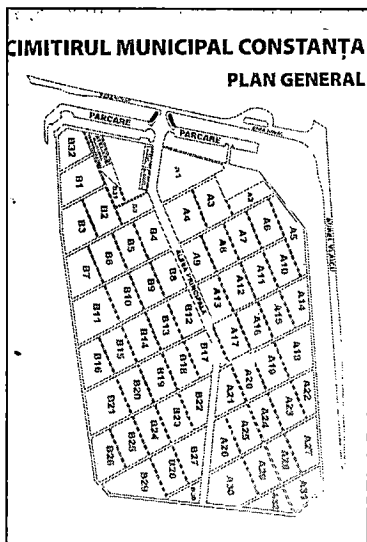 CIMITIRUL MUNICIPAL CONSTANȚA
PLAN GENERAL
PARCARE
PARCARE
B32
B1
B2
B3
B4
B5
B6
B7
B8
B9
B10
B11
B12
B13
B14
B15
B16
B17
B18
B19
B20
B21
B22
B23
B24
B25
B26
B27
B28
B29
A1
A3
A4
A5
A6
A7
A8
A9
A10
A11
A12
A13
A14
A15
A16
A17
A18
A19
A20
A21
A22
A23
A24
A25
A26
A27
A28
A29
A30